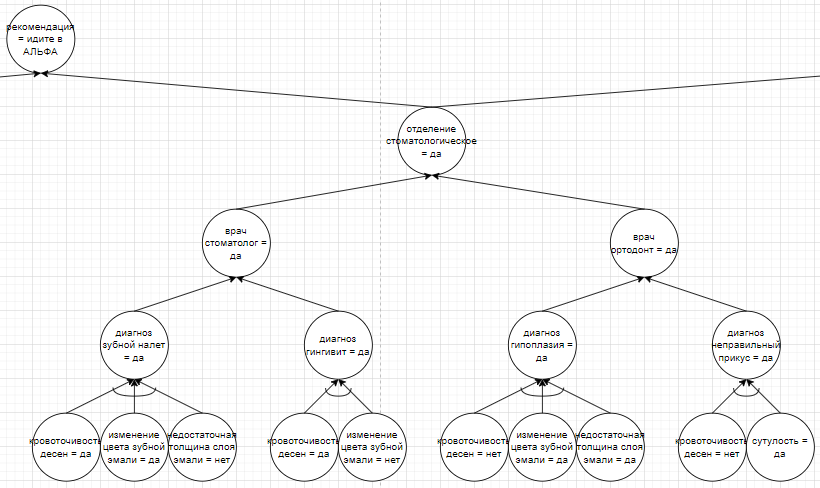 рекомендация
= идите в
АЛЬФА
отделение
стоматологическое
= да
врач
стоматолог =
да
врач
ортодонт = да
диагноз
зубной налет
= да
диагноз
гингивит = да
диагноз
гипоплазия =
да
диагноз
неправильный
прикус = да
кровоточивость
десен = да
изменение
цвета зубной
эмали = да
недостаточная
толщина слоя
эмали = нет
кровоточивость
десен = да
изменение
цвета зубной
эмали = нет
кровоточивость
десен = нет
изменение
цвета зубной
эмали = да
недостаточная
толщина слоя
эмали = да
кровоточивость
десен = нет
сутулость =
да